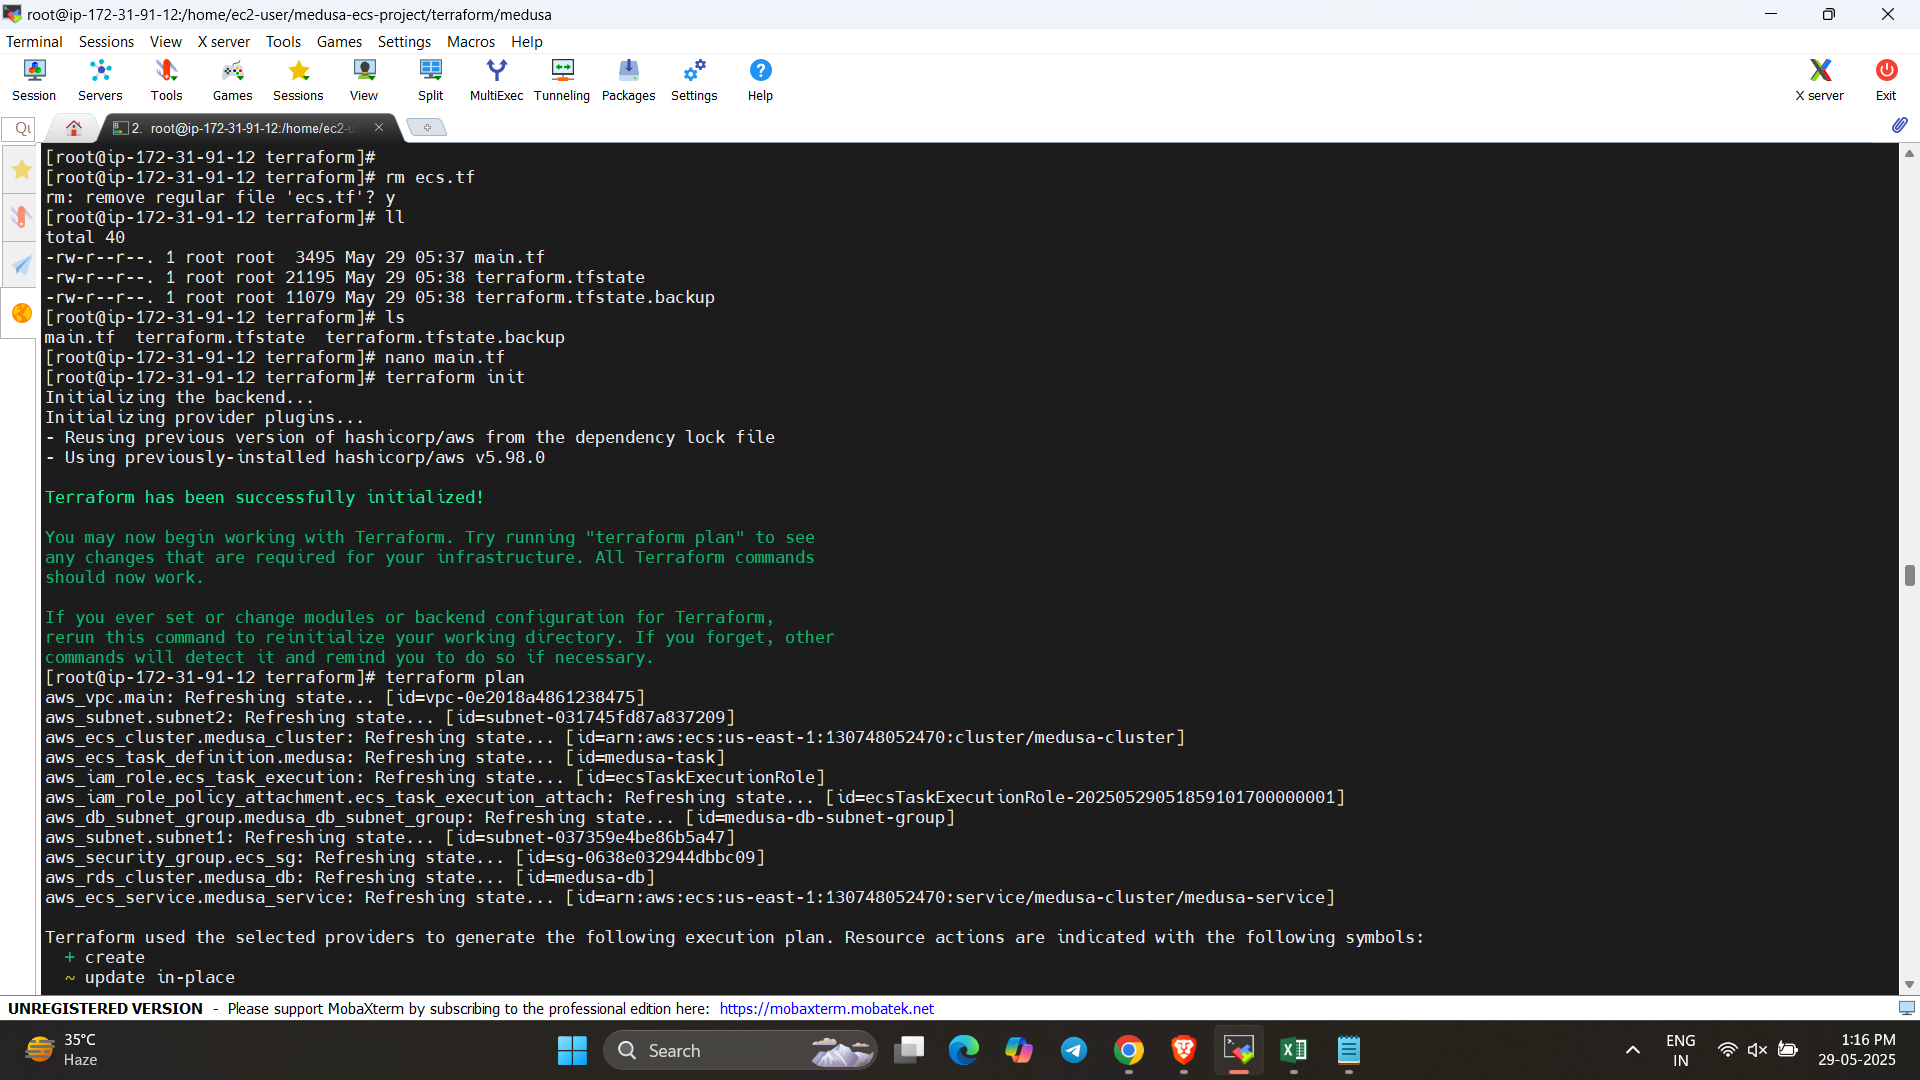 root@ip-172-31-91-12:/home/ec2-user/medusa-ecs-project/terraform/medusa
Terminal Sessions View X server Tools Games Settings Macros Help
Session Servers Tools Games Sessions View Split MultiExec Tunneling Packages Settings Help X server Exit
2. root@ip-172-31-91-12:/home/ec2-u
[root@ip-172-31-91-12 terraform]#
[root@ip-172-31-91-12 terraform]# rm ecs.tf
rm: remove regular file 'ecs.tf'? y
[root@ip-172-31-91-12 terraform]# ll
total 40
-rw-r--r--. 1 root root  3495 May 29 05:37 main.tf
-rw-r--r--. 1 root root 21195 May 29 05:38 terraform.tfstate
-rw-r--r--. 1 root root 11079 May 29 05:38 terraform.tfstate.backup
[root@ip-172-31-91-12 terraform]# ls
main.tf  terraform.tfstate  terraform.tfstate.backup
[root@ip-172-31-91-12 terraform]# nano main.tf
[root@ip-172-31-91-12 terraform]# terraform init
Initializing the backend...
Initializing provider plugins...
- Reusing previous version of hashicorp/aws from the dependency lock file
- Using previously-installed hashicorp/aws v5.98.0
Terraform has been successfully initialized!
You may now begin working with Terraform. Try running "terraform plan" to see
any changes that are required for your infrastructure. All Terraform commands
should now work.
If you ever set or change modules or backend configuration for Terraform,
rerun this command to reinitialize your working directory. If you forget, other
commands will detect it and remind you to do so if necessary.
[root@ip-172-31-91-12 terraform]# terraform plan
aws_vpc.main: Refreshing state... [id=vpc-0e2018a4861238475]
aws_subnet.subnet2: Refreshing state... [id=subnet-031745fd87a837209]
aws_ecs_cluster.medusa_cluster: Refreshing state... [id=arn:aws:ecs:us-east-1:130748052470:cluster/medusa-cluster]
aws_ecs_task_definition.medusa: Refreshing state... [id=medusa-task]
aws_iam_role.ecs_task_execution: Refreshing state... [id=ecsTaskExecutionRole]
aws_iam_role_policy_attachment.ecs_task_execution_attach: Refreshing state... [id=ecsTaskExecutionRole-20250529051859101700000001]
aws_db_subnet_group.medusa_db_subnet_group: Refreshing state... [id=medusa-db-subnet-group]
aws_subnet.subnet1: Refreshing state... [id=subnet-037359e4be86b5a47]
aws_security_group.ecs_sg: Refreshing state... [id=sg-0638e032944dbbc09]
aws_rds_cluster.medusa_db: Refreshing state... [id=medusa-db]
aws_ecs_service.medusa_service: Refreshing state... [id=arn:aws:ecs:us-east-1:130748052470:service/medusa-cluster/medusa-service]
Terraform used the selected providers to generate the following execution plan. Resource actions are indicated with the following symbols:
+ create
~ update in-place
UNREGISTERED VERSION - Please support MobaXterm by subscribing to the professional edition here: https://mobaxterm.mobatek.net
35°C
Haze
Search
ENG
IN
1:16 PM
29-05-2025